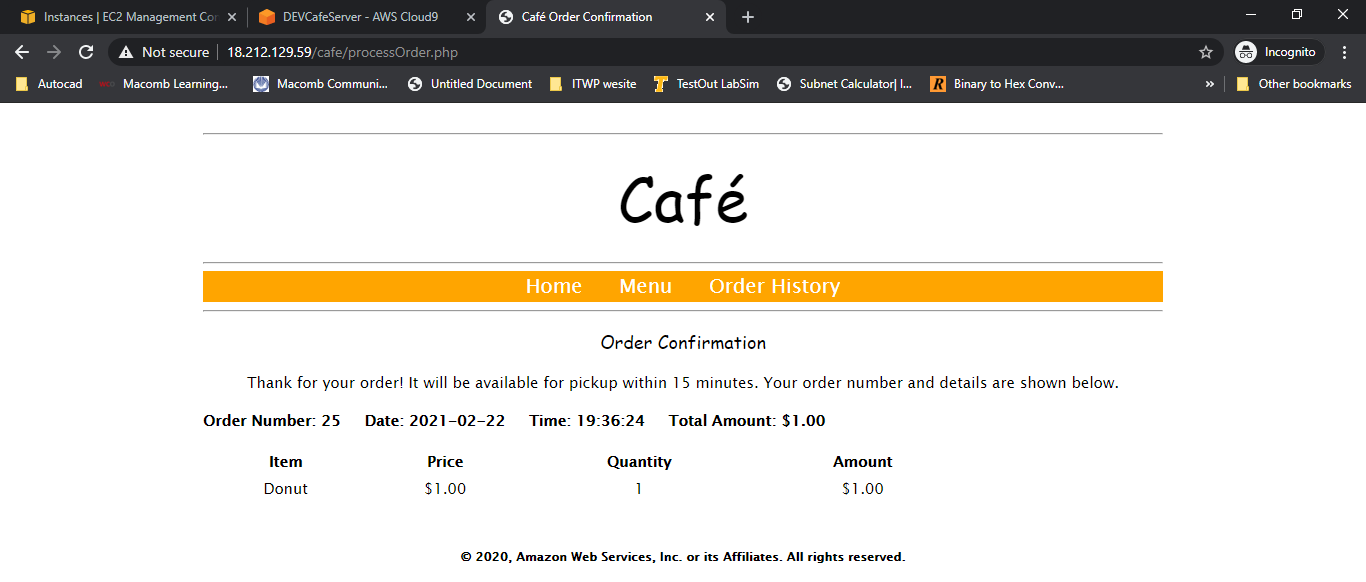 Instances | EC2 Management Con
DEVCafeServer - AWS Cloud9
Café Order Confirmation
Not secure | 18.212.129.59/cafe/processOrder.php
Incognito
Autocad
Macomb Learning...
Macomb Communi...
Untitled Document
ITWP wesite
TestOut LabSim
Subnet Calculator| I...
Binary to Hex Conv...
»
Other bookmarks
Café
Home Menu Order History
Order Confirmation
Thank for your order! It will be available for pickup within 15 minutes. Your order number and details are shown below.
Order Number: 25 Date: 2021-02-22 Time: 19:36:24 Total Amount: $1.00
Item Price Quantity Amount
Donut $1.00 1 $1.00
© 2020, Amazon Web Services, Inc. or its Affiliates. All rights reserved.